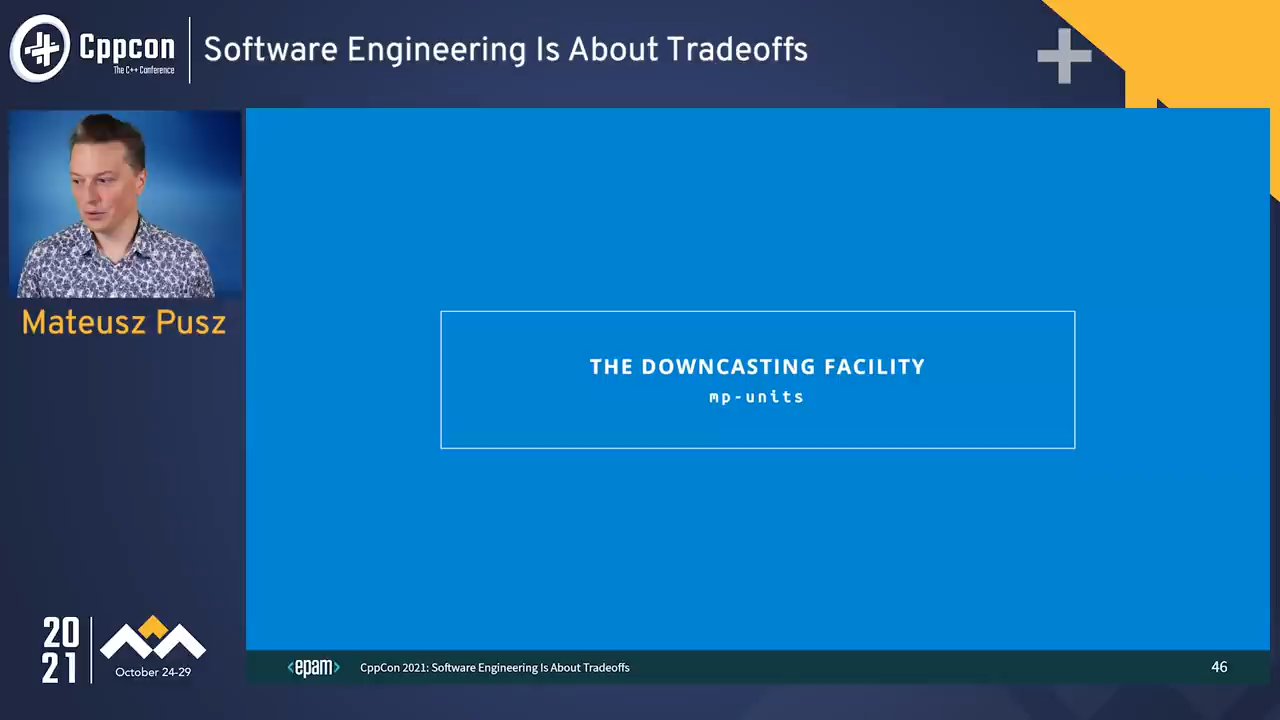 Cppcon
The C++ Conference
Software Engineering Is About Tradeoffs
Mateusz Pusz
THE DOWNCASTING FACILITY
mp-units
20
21
October 24-29
<epam>
CppCon 2021: Software Engineering Is About Tradeoffs
46